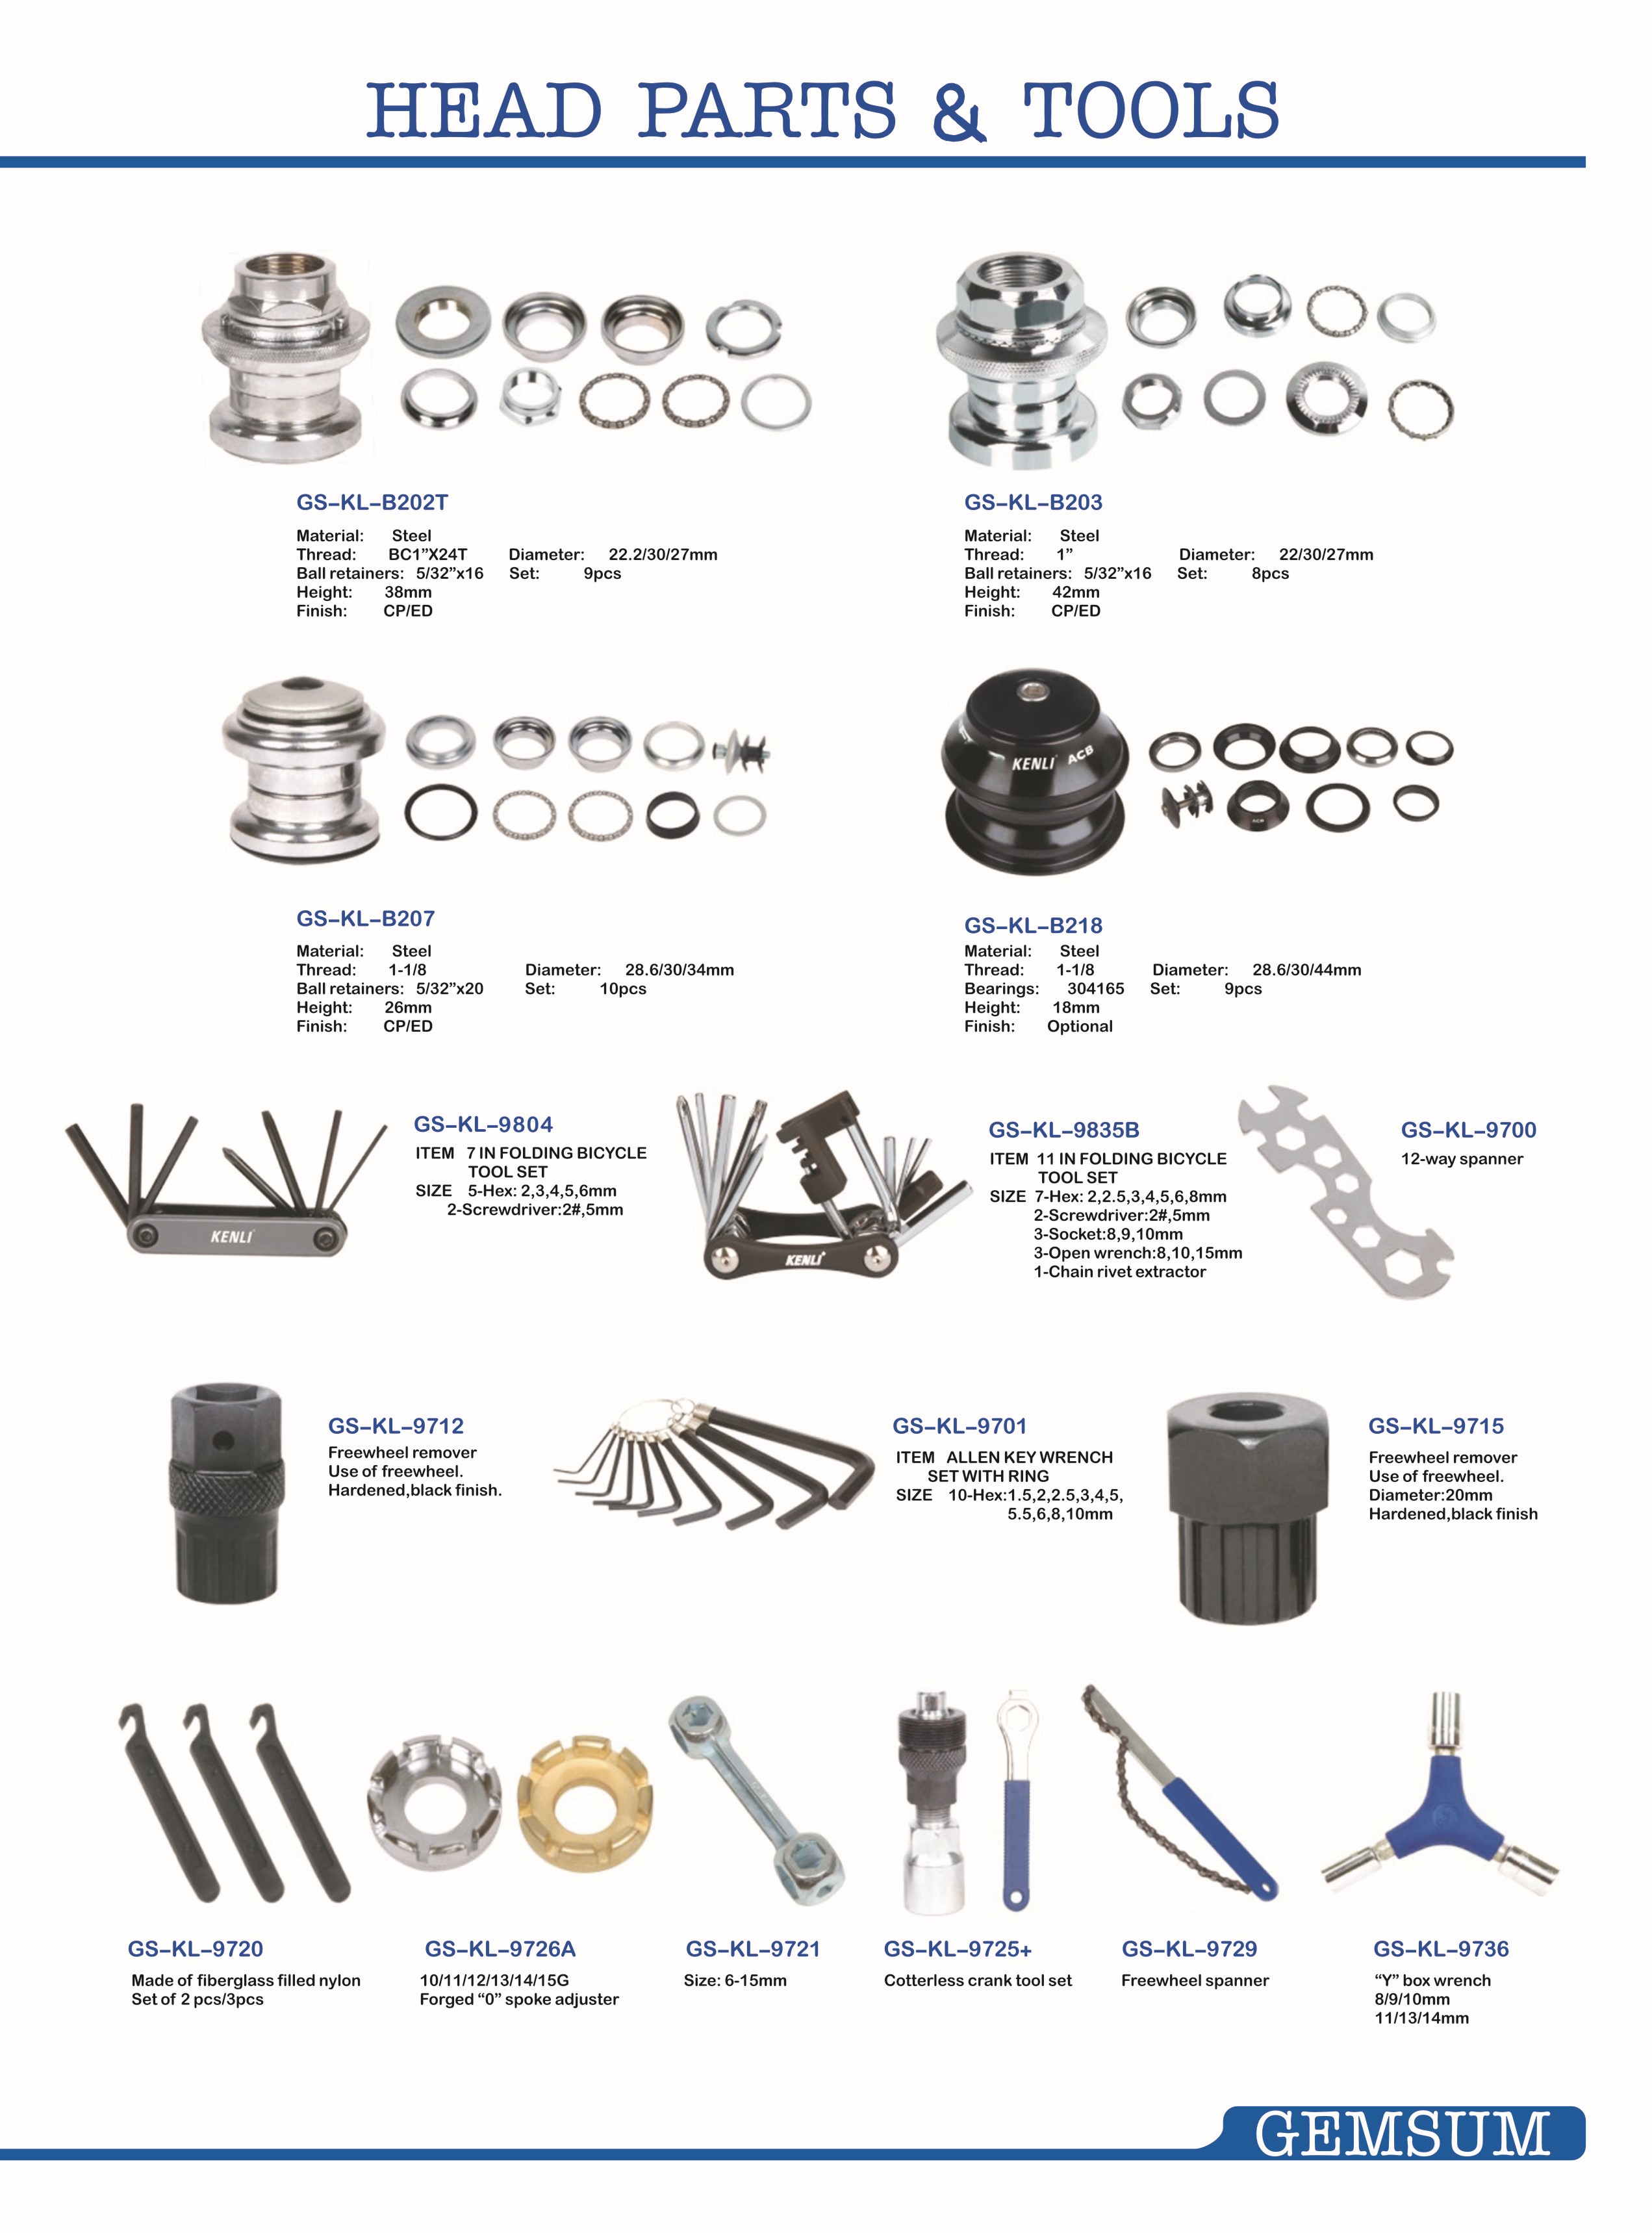 HEAD PARTS & TOOLS
GS-KL-B202T
Material: Steel
Thread: BC1”X24T Diameter: 22.2/30/27mm
Ball retainers: 5/32”x16 Set: 9pcs
Height: 38mm
Finish: CP/ED
GS-KL-B203
Material: Steel
Thread: 1” Diameter: 22/30/27mm
Ball retainers: 5/32”x16 Set: 8pcs
Height: 42mm
Finish: CP/ED
KENLI ACB
ACB
GS-KL-B207
Material: Steel
Thread: 1-1/8 Diameter: 28.6/30/34mm
Ball retainers: 5/32”x20 Set: 10pcs
Height: 26mm
Finish: CP/ED
GS-KL-B218
Material: Steel
Thread: 1-1/8 Diameter: 28.6/30/44mm
Bearings: 304165 Set: 9pcs
Height: 18mm
Finish: Optional
KENLI
GS-KL-9804
ITEM 7 IN FOLDING BICYCLE
TOOL SET
SIZE 5-Hex: 2,3,4,5,6mm
2-Screwdriver:2#,5mm
KENLI
GS-KL-9835B
ITEM 11 IN FOLDING BICYCLE
TOOL SET
SIZE 7-Hex: 2,2.5,3,4,5,6,8mm
2-Screwdriver:2#,5mm
3-Socket:8,9,10mm
3-Open wrench:8,10,15mm
1-Chain rivet extractor
GS-KL-9700
12-way spanner
GS-KL-9712
Freewheel remover
Use of freewheel.
Hardened,black finish.
GS-KL-9701
ITEM ALLEN KEY WRENCH
SET WITH RING
SIZE 10-Hex:1.5,2,2.5,3,4,5,
5.5,6,8,10mm
GS-KL-9715
Freewheel remover
Use of freewheel.
Diameter:20mm
Hardened,black finish
GS-KL-9720
Made of fiberglass filled nylon
Set of 2 pcs/3pcs
GS-KL-9726A
10/11/12/13/14/15G
Forged “0” spoke adjuster
GS-KL-9721
Size: 6-15mm
GS-KL-9725+
Cotterless crank tool set
GS-KL-9729
Freewheel spanner
GS-KL-9736
“Y” box wrench
8/9/10mm
11/13/14mm
GEMSUM